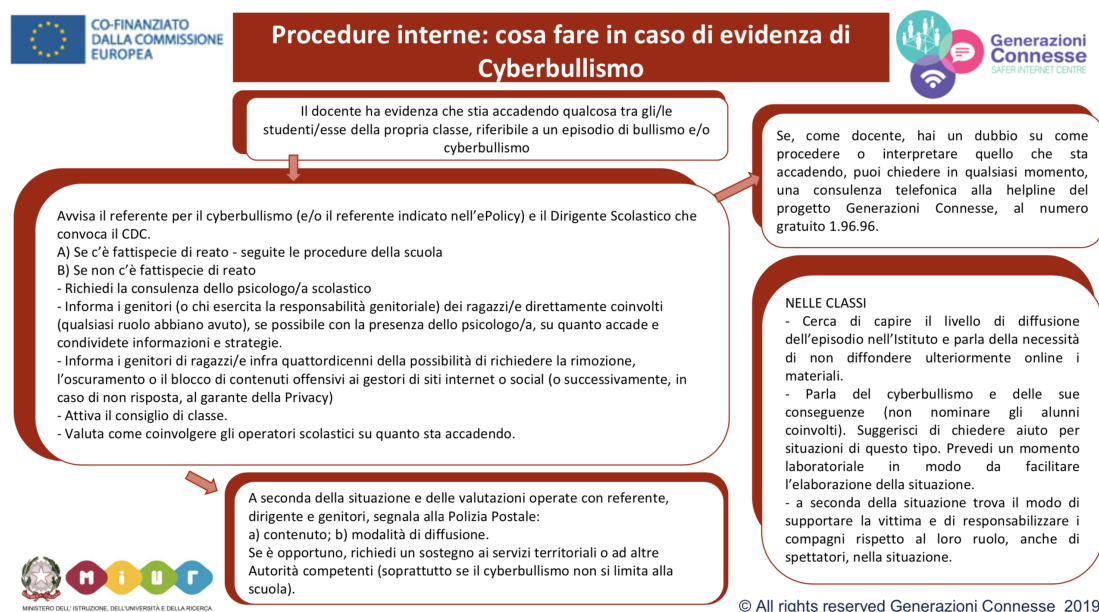 CO-FINANZIATO
DALLA COMMISSIONE
EUROPEA
Procedure interne: cosa fare in caso di evidenza di
Cyberbullismo
Generazioni
Connesse
SAFER INTERNET CENTRE
Il docente ha evidenza che stia accadendo qualcosa tra gli/le
studenti/esse della propria classe, riferibile a un episodio di bullismo e/o
cyberbullismo
Se, come docente, hai un dubbio su come
procedere o interpretare quello che sta
accadendo, puoi chiedere in qualsiasi momento,
una consulenza telefonica alla helpline del
progetto Generazioni Connesse, al numero
gratuito 1.96.96.
Avvisa il referente per il cyberbullismo (e/o il referente indicato nell’ePolicy) e il Dirigente Scolastico che
convoca il CDC.
A) Se c’è fattispecie di reato - seguite le procedure della scuola
B) Se non c’è fattispecie di reato
- Richiedi la consulenza dello psicologo/a scolastico
- Informa i genitori (o chi esercita la responsabilità genitoriale) dei ragazzi/e direttamente coinvolti
(qualsiasi ruolo abbiano avuto), se possibile con la presenza dello psicologo/a, su quanto accade e
condividete informazioni e strategie.
- Informa i genitori di ragazzi/e infra quattordicenni della possibilità di richiedere la rimozione,
l’oscuramento o il blocco di contenuti offensivi ai gestori di siti internet o social (o successivamente, in
caso di non risposta, al garante della Privacy)
- Attiva il consiglio di classe.
- Valuta come coinvolgere gli operatori scolastici su quanto sta accadendo.
NELLE CLASSI
- Cerca di capire il livello di diffusione
dell’episodio nell’Istituto e parla della necessità
di non diffondere ulteriormente online i
materiali.
- Parla del cyberbullismo e delle sue
conseguenze (non nominare gli alunni
coinvolti). Suggerisci di chiedere aiuto per
situazioni di questo tipo. Prevedi un momento
laboratoriale in modo da facilitare
l’elaborazione della situazione.
- a seconda della situazione trova il modo di
supportare la vittima e di responsabilizzare i
compagni rispetto al loro ruolo, anche di
spettatori, nella situazione.
A seconda della situazione e delle valutazioni operate con referente,
dirigente e genitori, segnala alla Polizia Postale:
a) contenuto; b) modalità di diffusione.
Se è opportuno, richiedi un sostegno ai servizi territoriali o ad altre
Autorità competenti (soprattutto se il cyberbullismo non si limita alla
scuola).
MIUR
MINISTERO DELL' ISTRUZIONE, DELL'UNIVERSITÀ E DELLA RICERCA
© All rights reserved Generazioni Connesse 2019